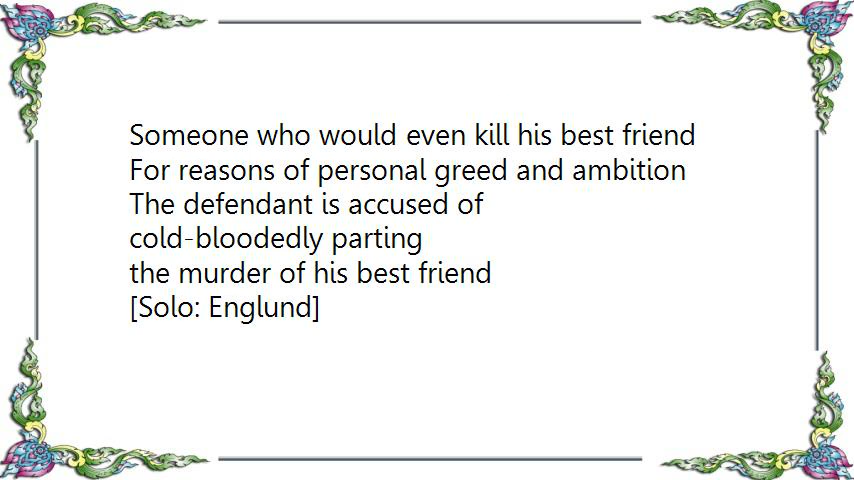 Someone who would even kill his best friend
For reasons of personal greed and ambition
The defendant is accused of
cold-bloodedly parting
the murder of his best friend
[Solo: Englund]